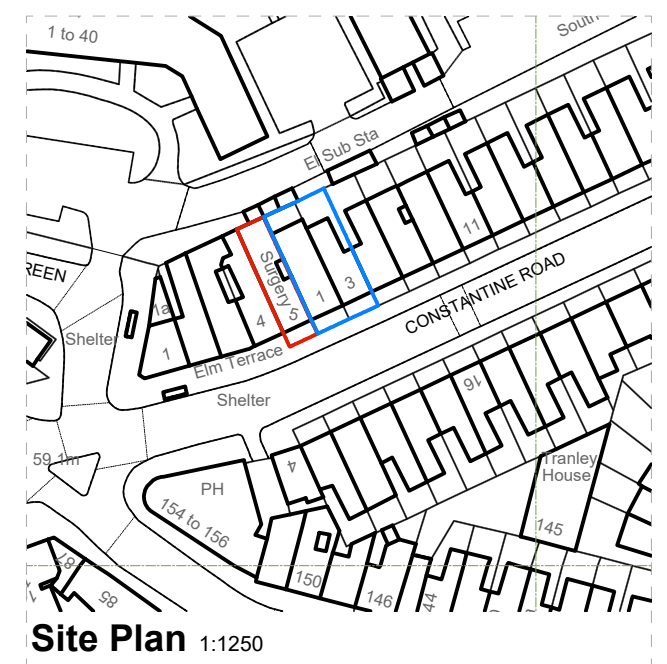 1 to 40
South
El Sub Sta
11
Surgery
1a
REEN
1
3
CONSTANTINE ROAD
Shelter
4
5
1
Elm Terrace
Shelter
16
59.1m
4
PH
Tranley
House
154 to 156
145
87
150
146
44
85
Site Plan 1:1250